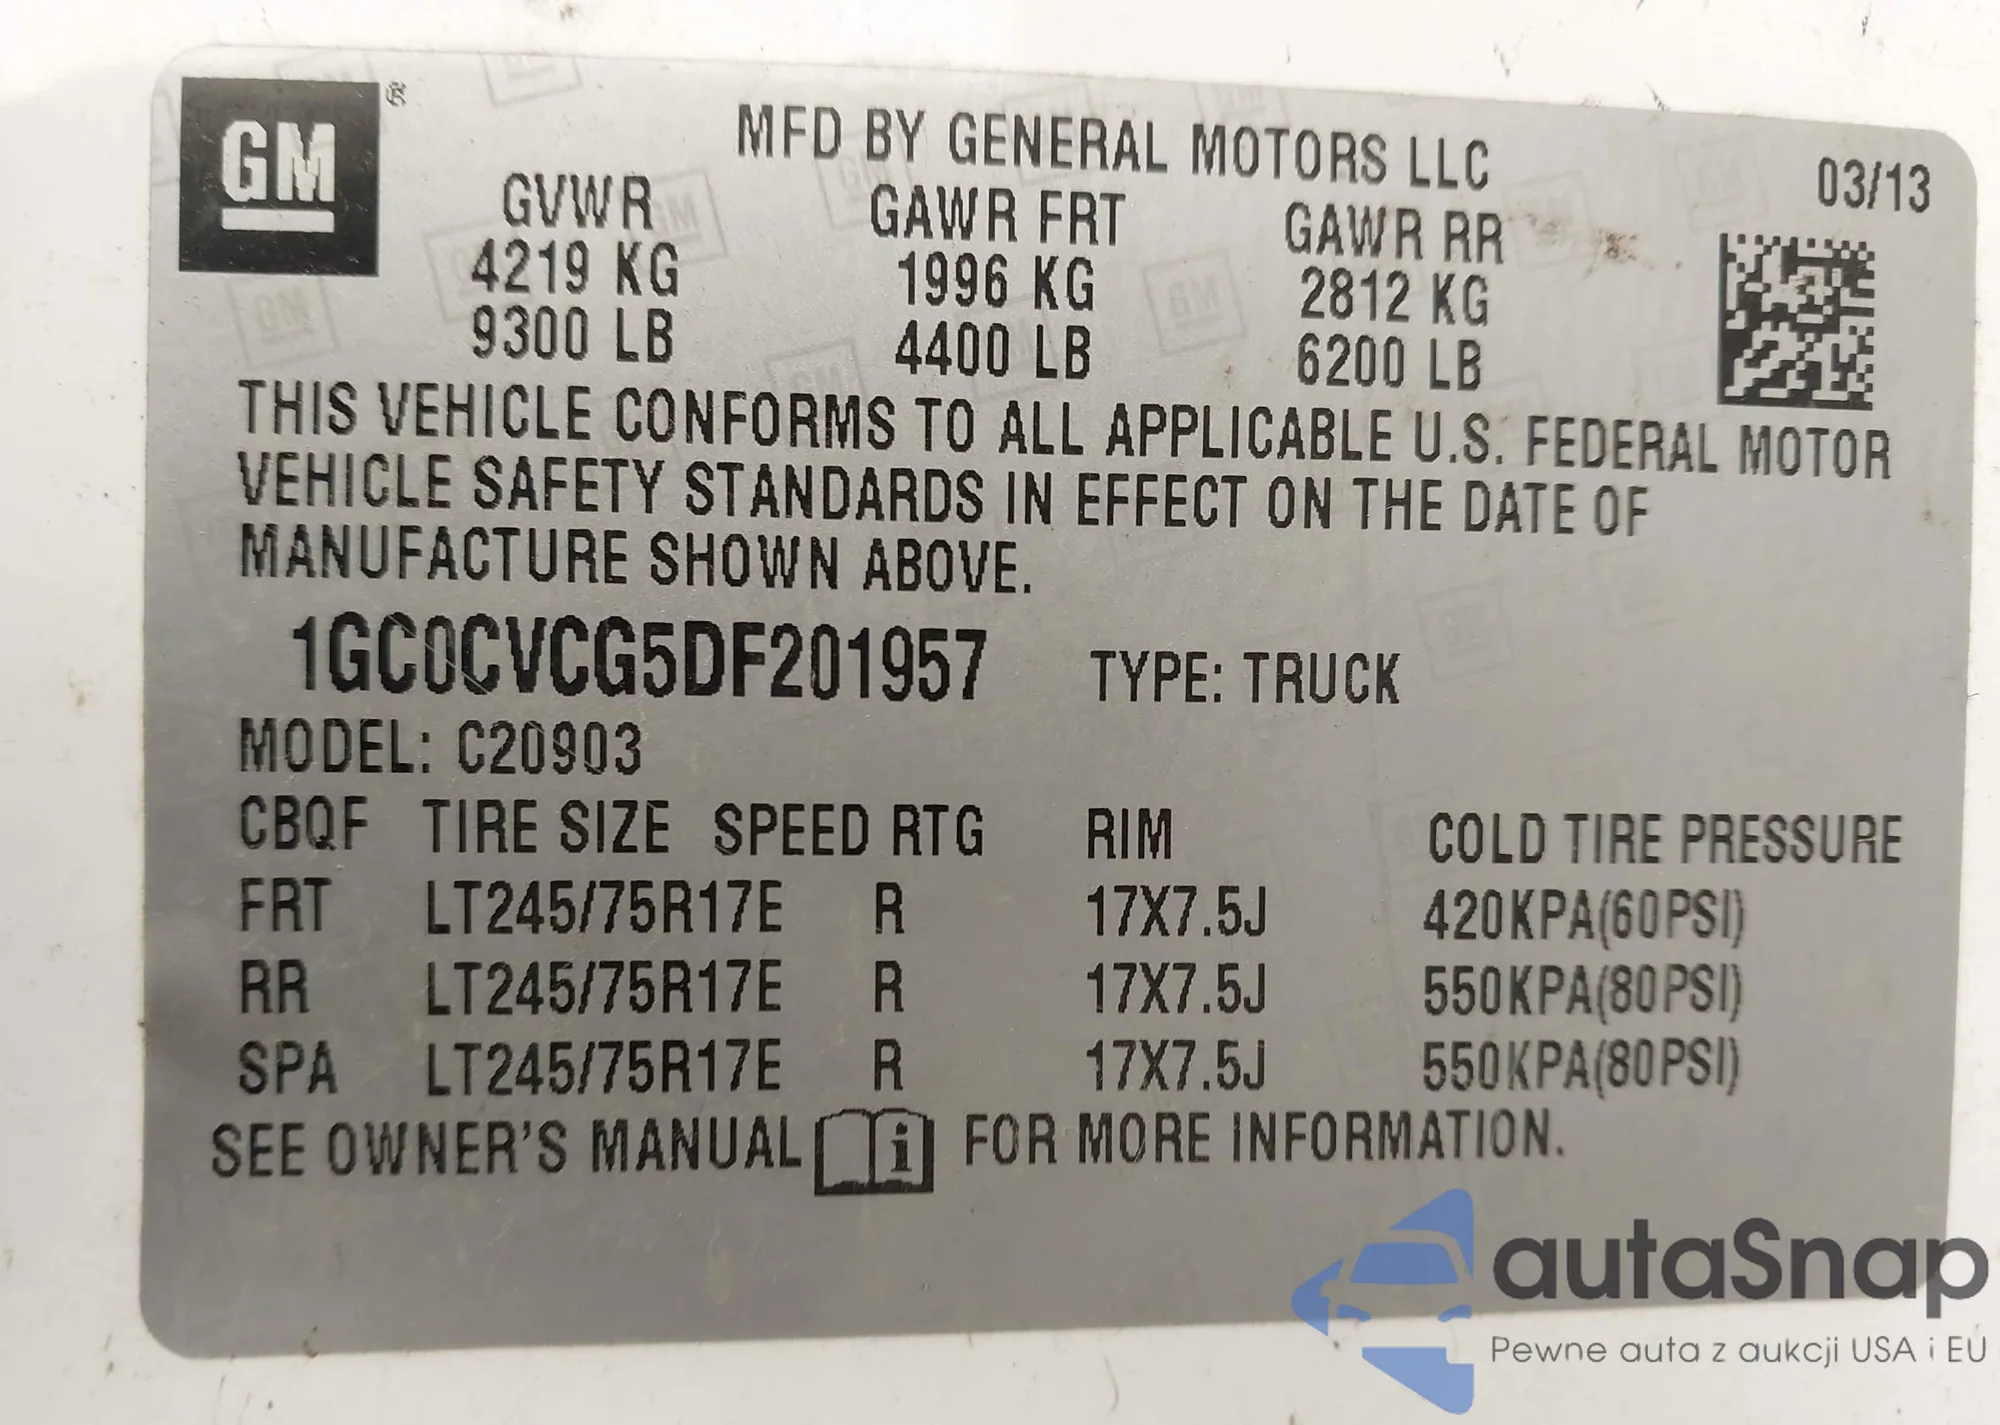 GM®
MFD BY GENERAL MOTORS LLC
03/13
GVWR GAWR FRT GAWR RR
4219 KG 1996 KG 2812 KG
9300 LB 4400 LB 6200 LB
THIS VEHICLE CONFORMS TO ALL APPLICABLE U.S. FEDERAL MOTOR
VEHICLE SAFETY STANDARDS IN EFFECT ON THE DATE OF
MANUFACTURE SHOWN ABOVE.
1GC0CVCG5DF201957 TYPE: TRUCK
MODEL: C20903
CBQF TIRE SIZE SPEED RTG RIM COLD TIRE PRESSURE
FRT LT245/75R17E R 17X7.5J 420KPA(60PSI)
RR LT245/75R17E R 17X7.5J 550KPA(80PSI)
SPA LT245/75R17E R 17X7.5J 550KPA(80PSI)
SEE OWNER'S MANUAL i FOR MORE INFORMATION.
autaSnap
Pewne auta z aukcji USA i EU